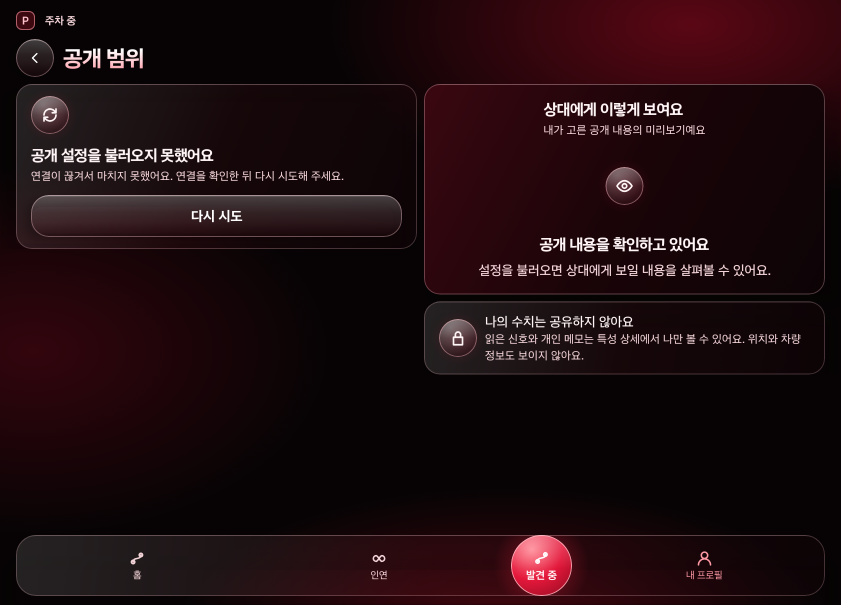 P 주차 중
공개 범위
공개 설정을 불러오지 못했어요
연결이 끊겨서 마치지 못했어요. 연결을 확인한 뒤 다시 시도해 주세요.
다시 시도
상대에게 이렇게 보여요
내가 고른 공개 내용의 미리보기예요
공개 내용을 확인하고 있어요
설정을 불러오면 상대에게 보일 내용을 살펴볼 수 있어요.
나의 수치는 공유하지 않아요
읽은 신호와 개인 메모는 특성 상세에서 나만 볼 수 있어요. 위치와 차량
정보도 보이지 않아요.
홈
인연
발견 중
내 프로필